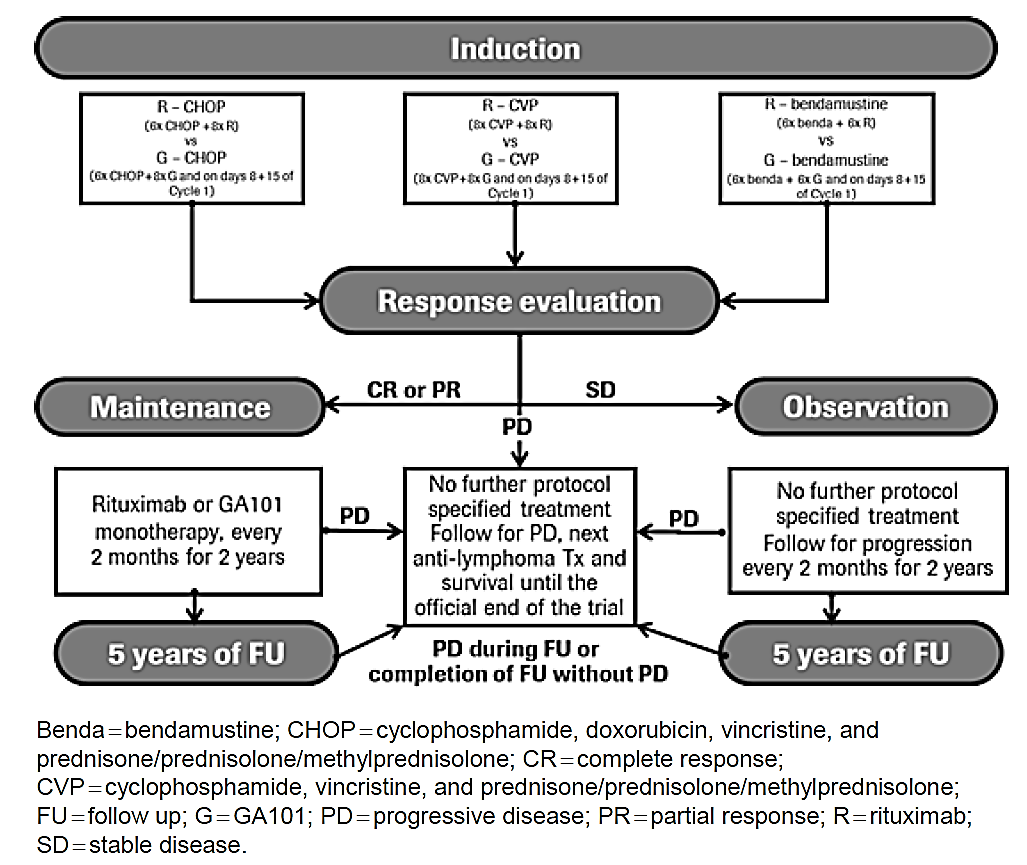 Induction
R – CHOP
(6x CHOP + 8x R)
vs
G – CHOP
(6x CHOP+8x G and on days 8+15 of
Cycle 1)
R – CVP
(8x CVP +8x R)
vs
G – CVP
(8x CVP+8x G and on days 8+15 of
Cycle 1)
R – bendamustine
(6x benda + 6x R)
vs
G – bendamustine
(6x benda + 6x G and on days 8+15
of Cycle 1)
Response evaluation
CR or PR
SD
Maintenance
Observation
PD
Rituximab or GA101
monotherapy, every
2 months for 2 years
PD
No further protocol
specified treatment
Follow for PD, next
anti-lymphoma Tx and
survival until the
official end of the trial
PD
No further protocol
specified treatment
Follow for progression
every 2 months for 2 years
5 years of FU
PD during FU or
completion of FU without PD
5 years of FU
Benda=bendamustine; CHOP=cyclophosphamide, doxorubicin, vincristine, and
prednisone/prednisolone/methylprednisolone; CR=complete response;
CVP=cyclophosphamide, vincristine, and prednisone/prednisolone/methylprednisolone;
FU=follow up; G=GA101; PD=progressive disease; PR=partial response; R=rituximab;
SD=stable disease.